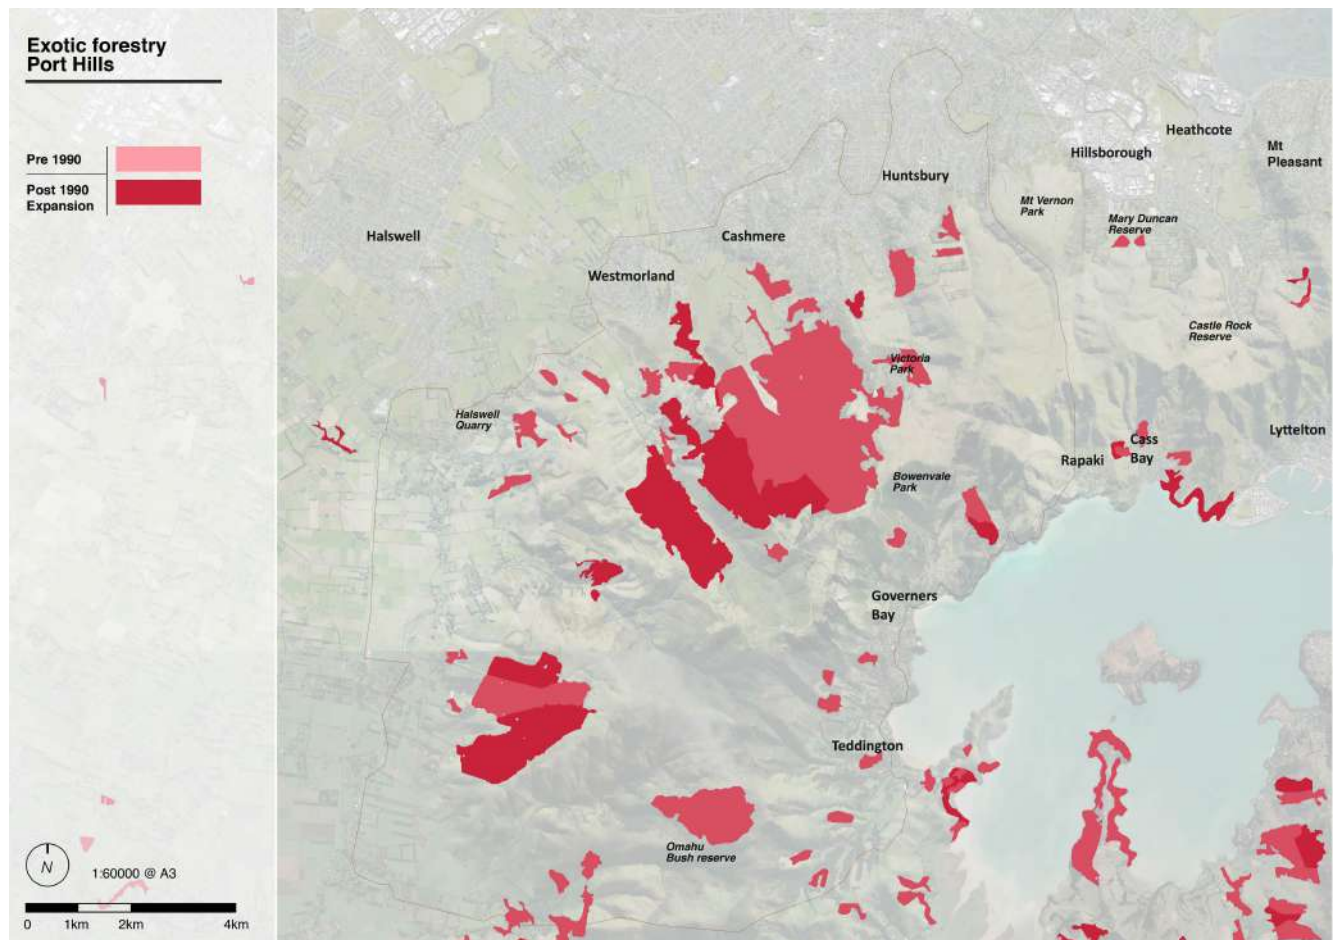 Exotic forestry
Port Hills
Pre 1990
Post 1990
Expansion
Heathcote
Hillsborough
Mt
Pleasant
Huntsbury
Mt Vernon
Park
Mary Duncan
Reserve
Halswell
Cashmere
Westmorland
Castle Rock
Reserve
Victoria
Park
Halswell
Quarry
Lyttelton
Cass
Bay
Rapaki
Bowenvale
Park
Governers
Bay
Teddington
Omahu
Bush reserve
N
1:60000 @ A3
0 1km 2km 4km